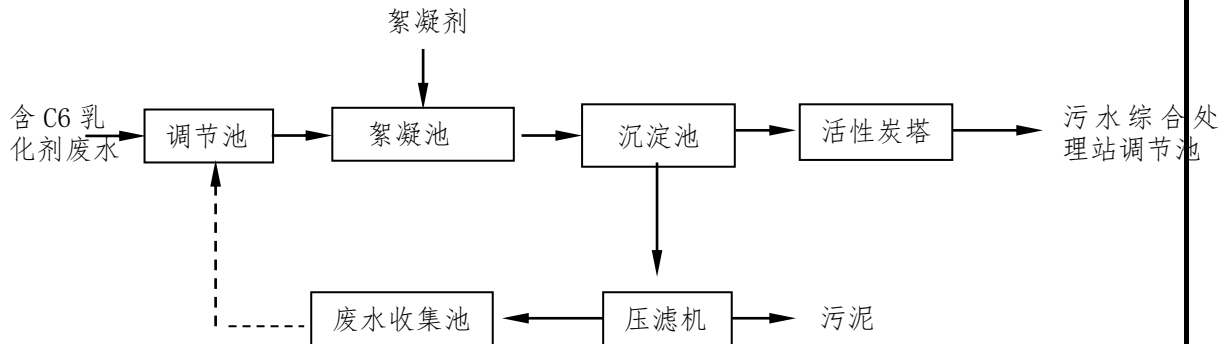 絮凝剂
含 C6 乳
化剂废水
调节池
絮凝池
沉淀池
活性炭塔
污水综合处
理站调节池
废水收集池
压滤机
污泥